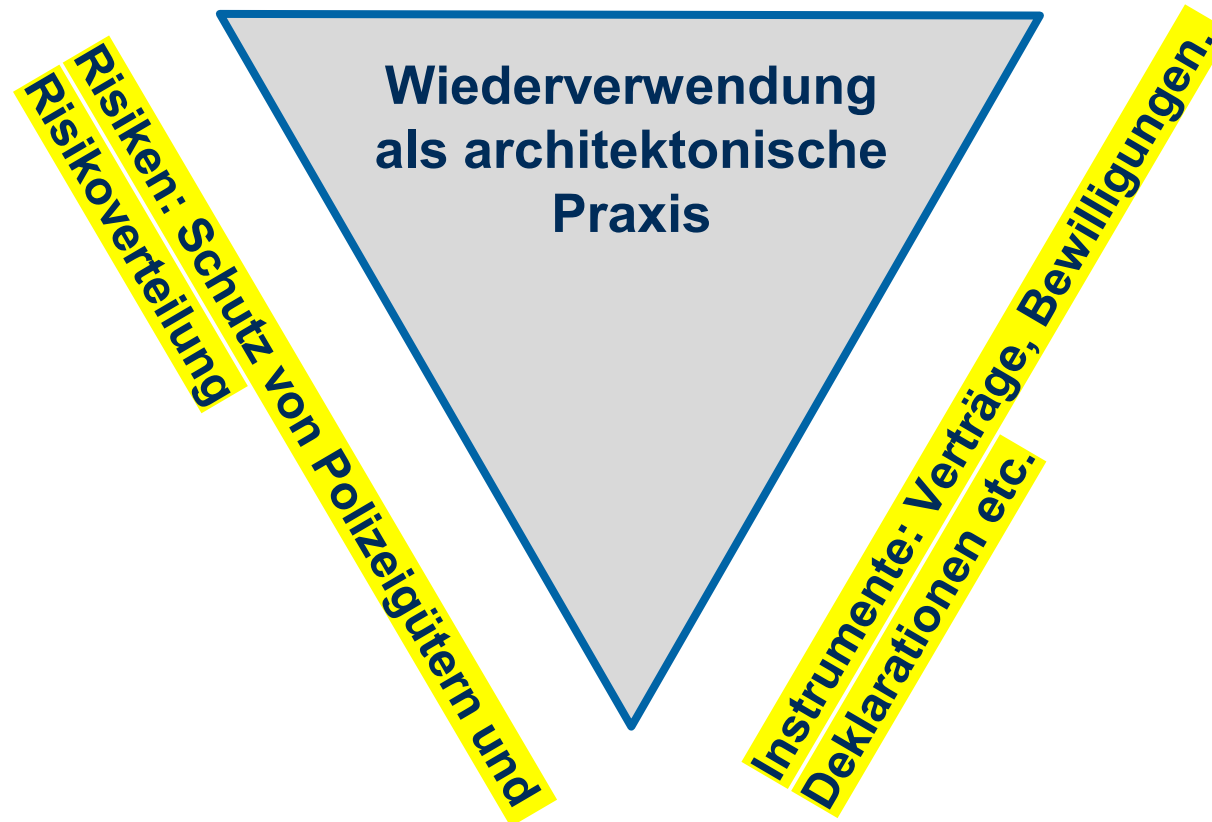 Wiederverwendung
als architektonische
Praxis
Risiken: Schutz von Polizeigütern und
Risikoverteilung
Instrumente: Verträge, Bewilligungen,
Deklarationen etc.